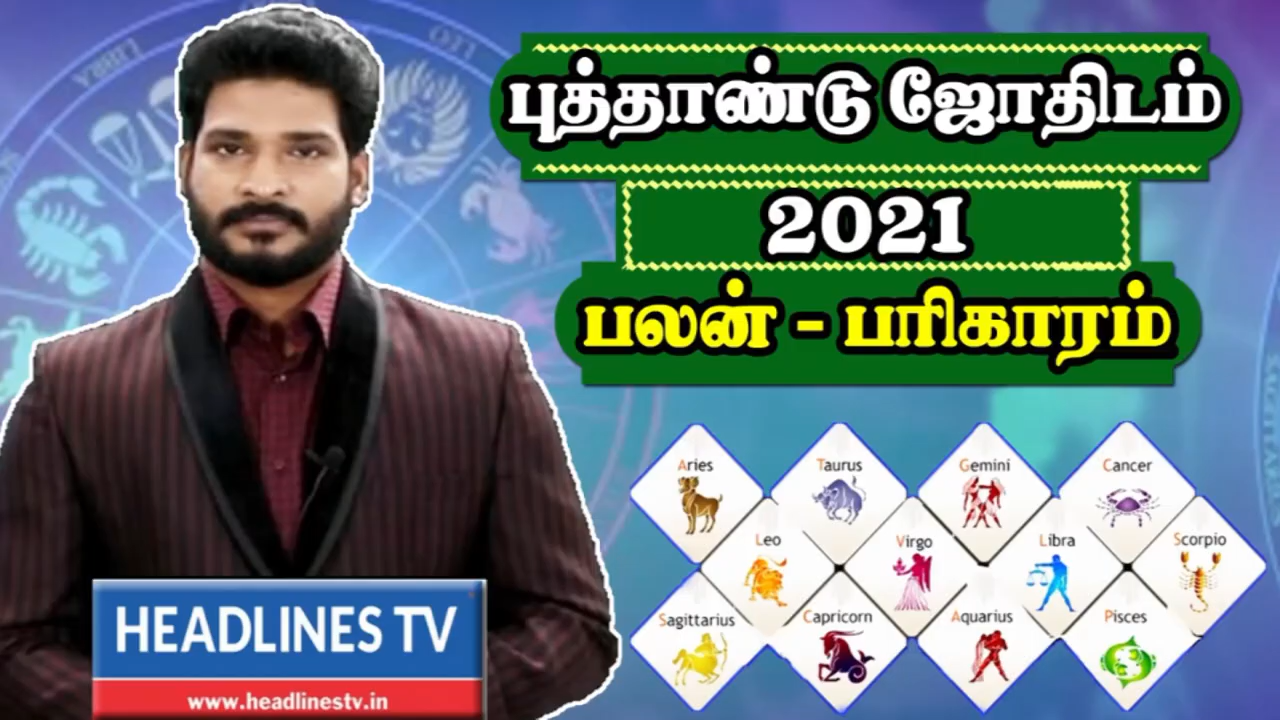 புத்தாண்டு ஜோதிடம்
2021
பலன் - பரிகாரம்
Aries Taurus Gemini Cancer
Leo Virgo Libra Scorpio
Sagittarius Capricorn Aquarius Pisces
HEADLINES TV
www.headlinestv.in